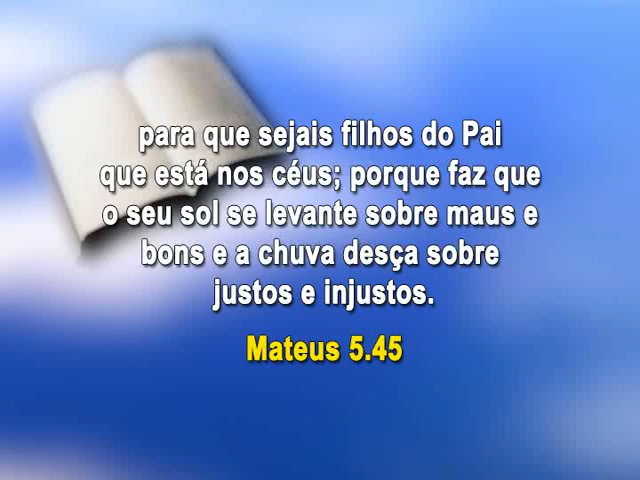 para que sejais filhos do Pai
que está nos céus; porque faz que
o seu sol se levante sobre maus e
bons e a chuva desça sobre
justos e injustos.
Mateus 5.45